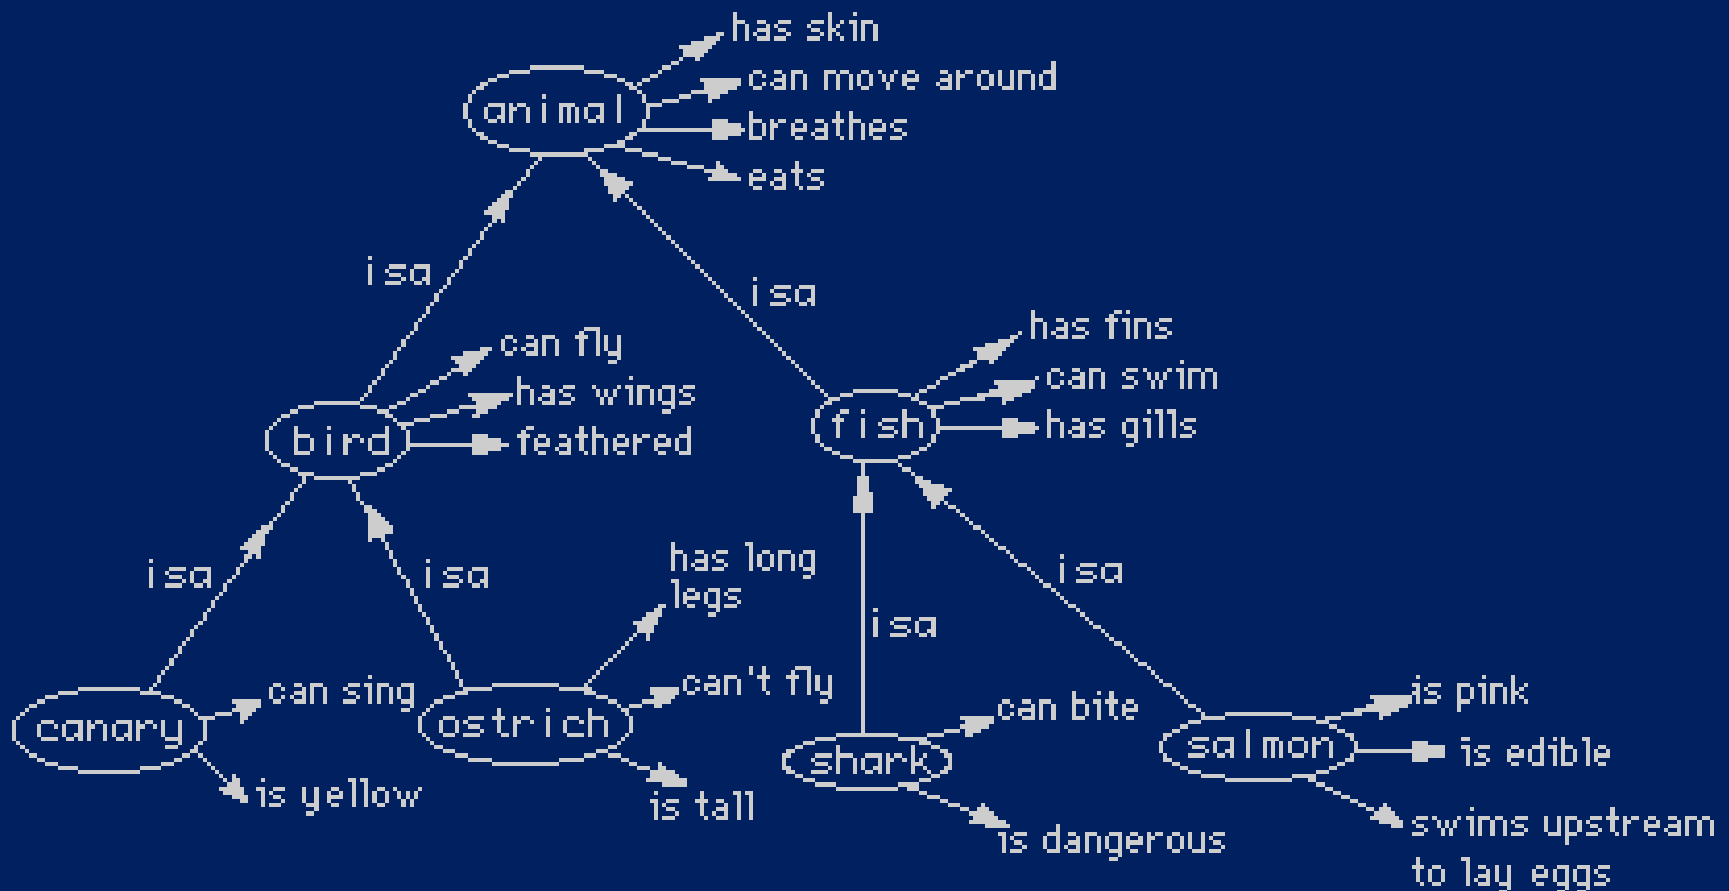 has skin
can move around
animal
breathes
eats
isa
isa
has fins
can fly
can swim
has wings
fish
has gills
bird
feathered
has long
legs
isa
isa
isa
isa
can sing
can't fly
is pink
can bite
canary
ostrich
salmon
is edible
shark
is yellow
is tall
swims upstream
to lay eggs
is dangerous